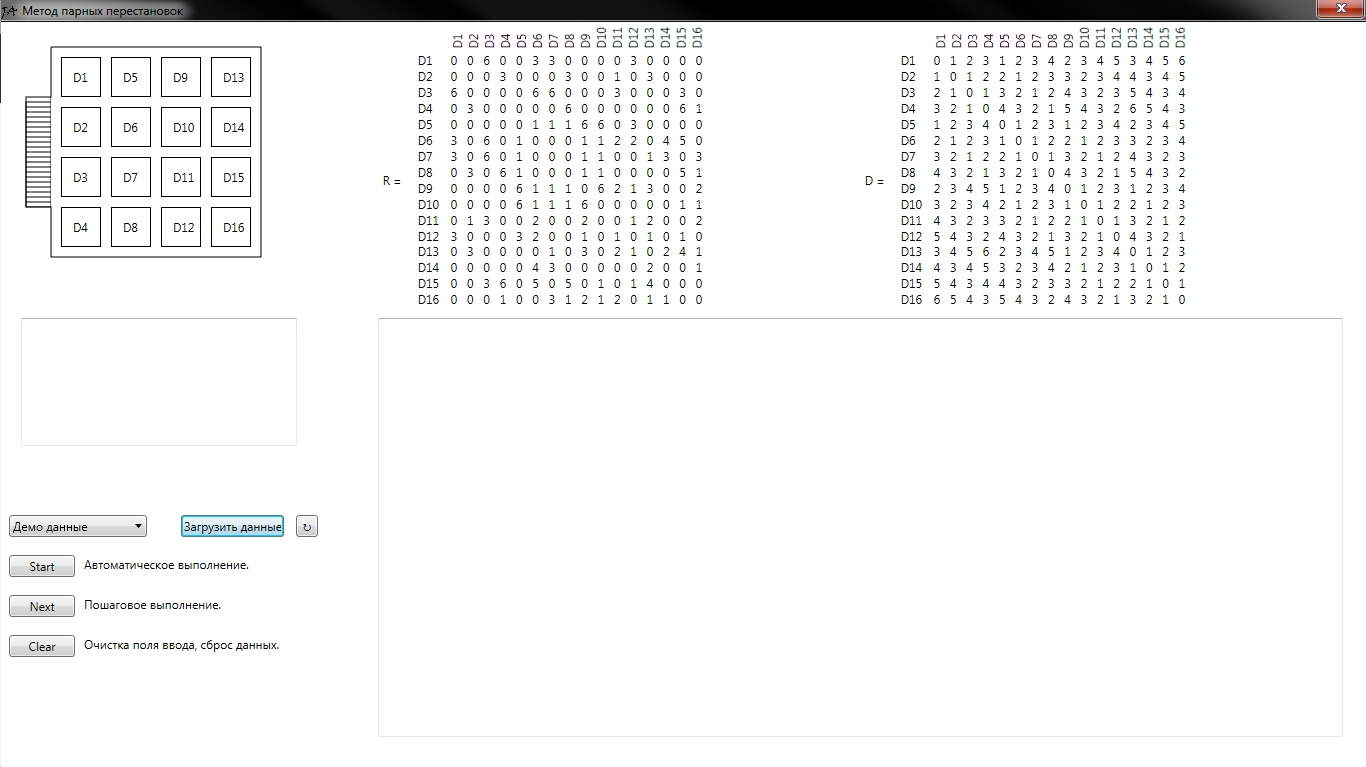 Метод парных перестановок
D1 D5 D9 D13
D2 D6 D10 D14
D3 D7 D11 D15
D4 D8 D12 D16
R =
D1 D2 D3 D4 D5 D6 D7 D8 D9 D10 D11 D12 D13 D14 D15 D16
D1 0 0 6 0 0 3 3 0 0 0 0 3 0 0 0 0
D2 0 0 0 3 0 0 0 3 0 0 1 0 3 0 0 0
D3 6 0 0 0 0 6 6 0 0 0 3 0 0 0 3 0
D4 0 3 0 0 0 0 0 6 0 0 0 0 0 0 6 1
D5 0 0 0 0 0 1 1 1 6 6 0 3 0 0 0 0
D6 3 0 6 0 1 0 0 0 1 1 2 2 0 4 5 0
D7 3 0 6 0 1 0 0 0 1 1 0 0 1 3 0 3
D8 0 3 0 6 1 0 0 0 1 1 0 0 0 0 5 1
D9 0 0 0 0 6 1 1 1 0 6 2 1 3 0 0 2
D10 0 0 0 0 6 1 1 1 6 0 0 0 0 0 1 1
D11 0 1 3 0 0 2 0 0 2 0 0 1 2 0 0 2
D12 3 0 0 0 3 2 0 0 1 0 1 0 1 0 1 0
D13 0 3 0 0 0 0 1 0 3 0 2 1 0 2 4 1
D14 0 0 0 0 0 4 3 0 0 0 0 0 2 0 0 1
D15 0 0 3 6 0 5 0 5 0 1 0 1 4 0 0 0
D16 0 0 0 1 0 0 3 1 2 1 2 0 1 1 0 0
D =
D1 D2 D3 D4 D5 D6 D7 D8 D9 D10 D11 D12 D13 D14 D15 D16
D1 0 1 2 3 1 2 3 4 2 3 4 5 3 4 5 6
D2 1 0 1 2 2 1 2 3 3 2 3 4 4 3 4 5
D3 2 1 0 1 3 2 1 2 4 3 2 3 5 4 3 4
D4 3 2 1 0 4 3 2 1 5 4 3 2 6 5 4 3
D5 1 2 3 4 0 1 2 3 1 2 3 4 2 3 4 5
D6 2 1 2 3 1 0 1 2 2 1 2 3 3 2 3 4
D7 3 2 1 2 2 1 0 1 3 2 1 2 4 3 2 3
D8 4 3 2 1 3 2 1 0 4 3 2 1 5 4 3 2
D9 2 3 4 5 1 2 3 4 0 1 2 3 1 2 3 4
D10 3 2 3 4 2 1 2 3 1 0 1 2 2 1 2 3
D11 4 3 2 3 3 2 1 2 2 1 0 1 3 2 1 2
D12 5 4 3 2 4 3 2 1 3 2 1 0 4 3 2 1
D13 3 4 5 6 2 3 4 5 1 2 3 4 0 1 2 3
D14 4 3 4 5 3 2 3 4 2 1 2 3 1 0 1 2
D15 5 4 3 4 4 3 2 3 3 2 1 2 2 1 0 1
D16 6 5 4 3 5 4 3 2 4 3 2 1 3 2 1 0
Демо данные
Загрузить данные
↻
Start Автоматическое выполнение.
Next Пошаговое выполнение.
Clear Очистка поля ввода, сброс данных.